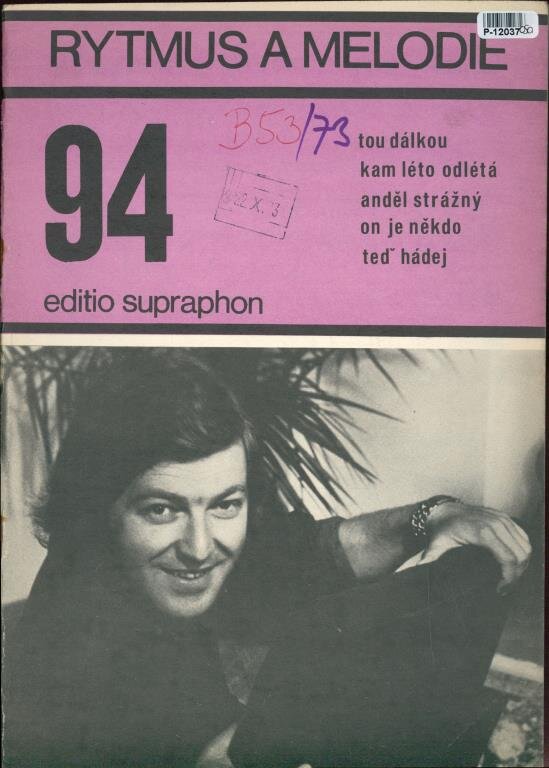 P-12037
RYTMUS A MELODIE
94
B53/73
tou dálkou
kam léto odlétá
anděl strážný
on je někdo
teď hádej
22.X.
editio supraphon